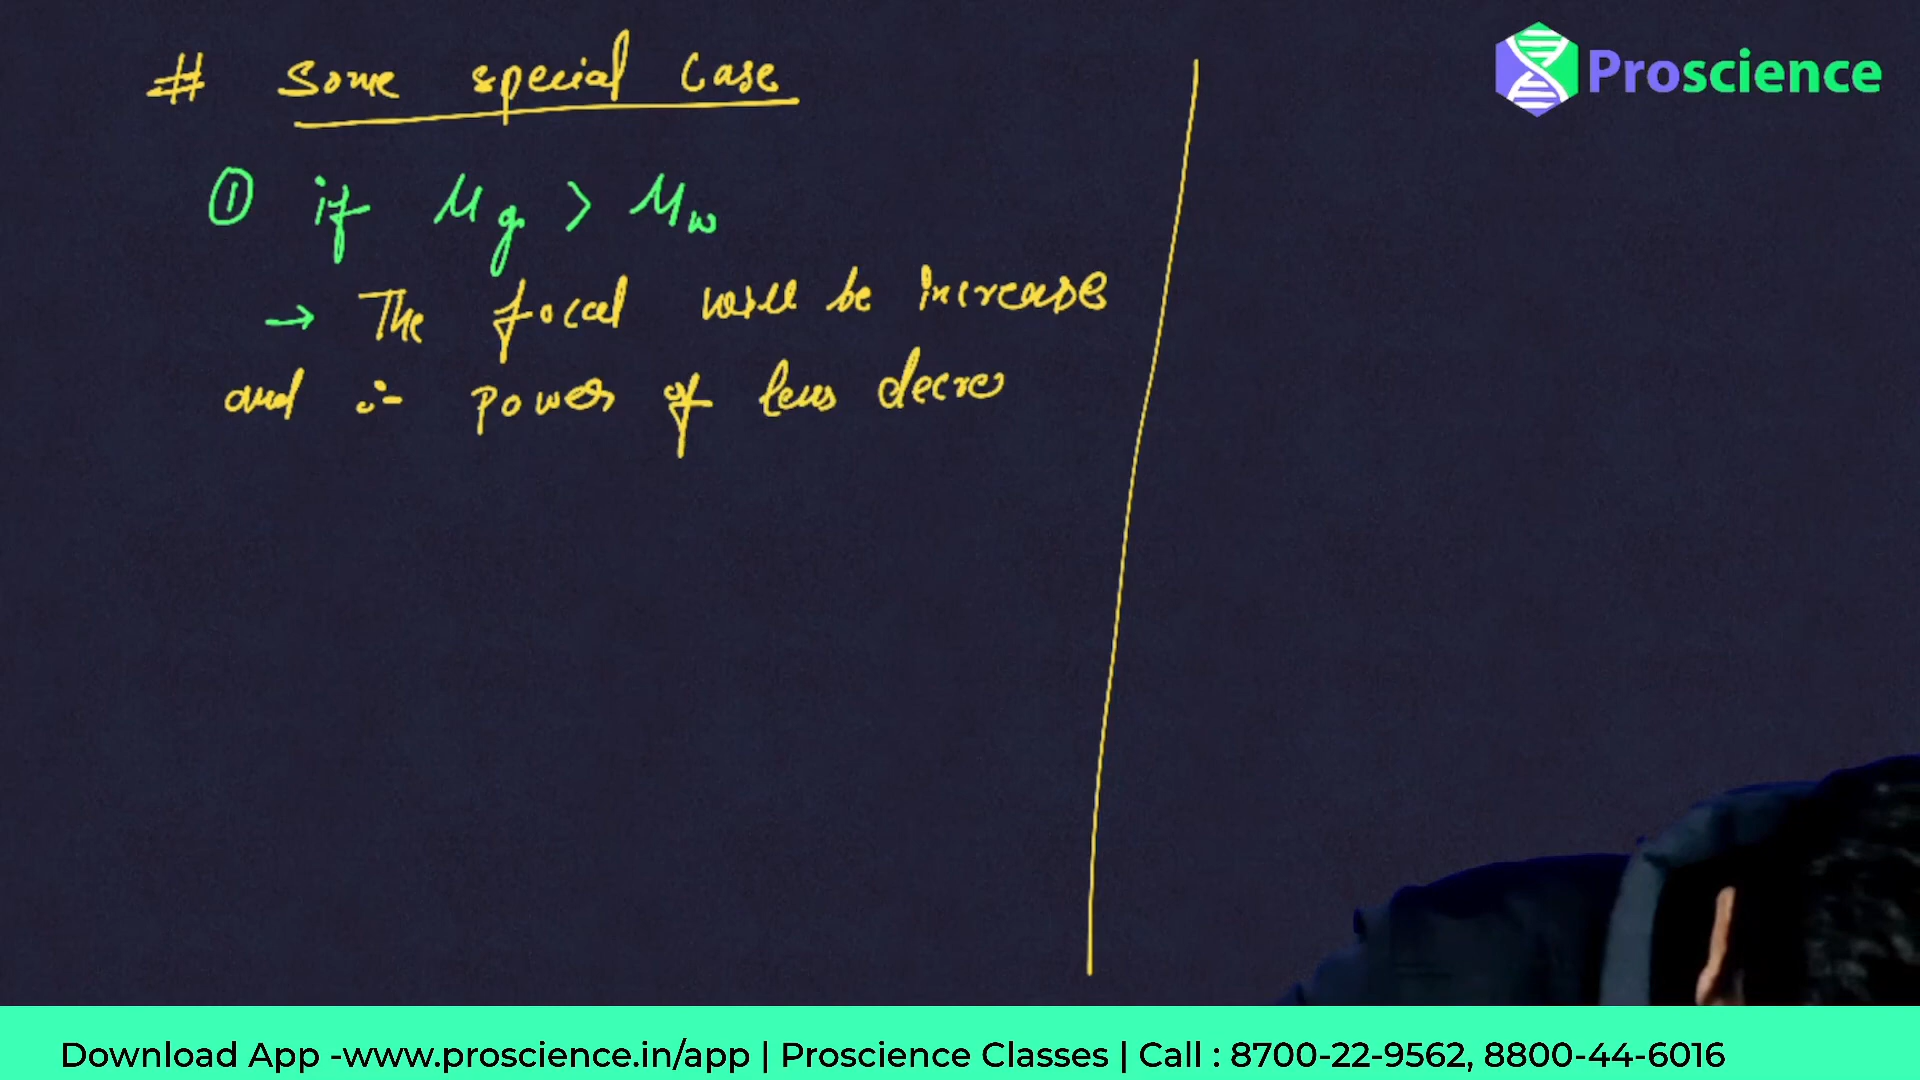 # Some special Case
① if μg > μw
→ The focal will be increase
and ∴ power of lens decre
Proscience
Download App -www.proscience.in/app | Proscience Classes | Call : 8700-22-9562, 8800-44-6016